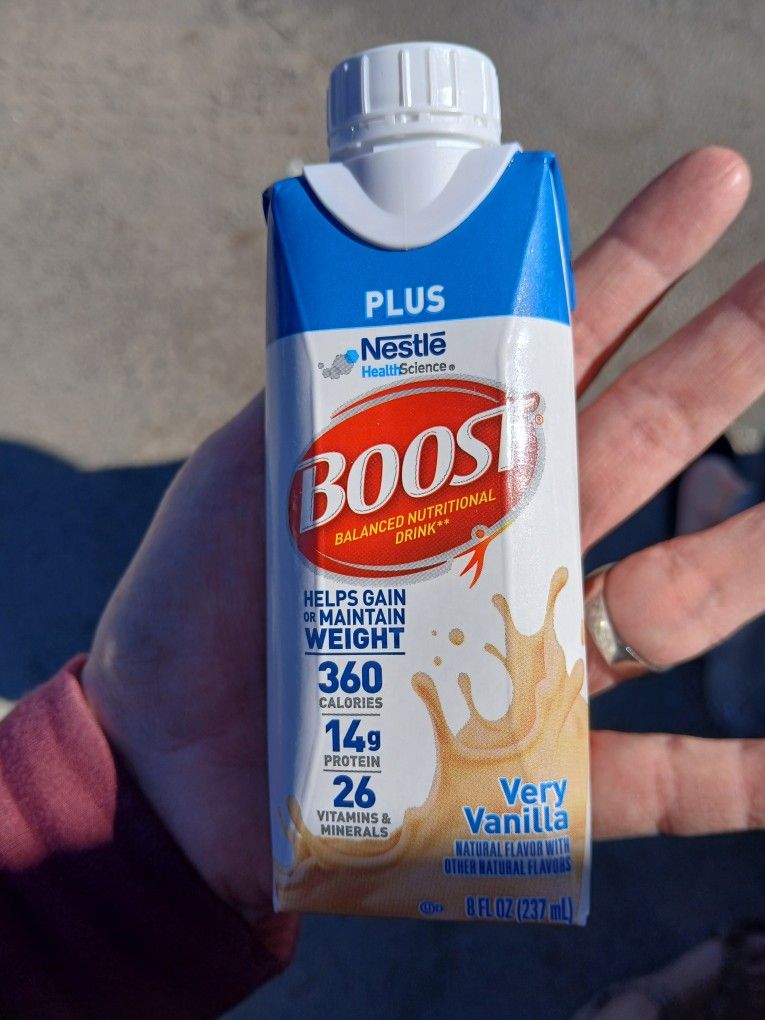 PLUS
Nestlē
HealthScience®
BOOST®
BALANCED NUTRITIONAL
DRINK**
HELPS GAIN
OR MAINTAIN
WEIGHT
360
CALORIES
14g
PROTEIN
26
VITAMINS &
MINERALS
Very
Vanilla
NATURAL FLAVOR WITH
OTHER NATURAL FLAVORS
U D 8 FL OZ (237 mL)